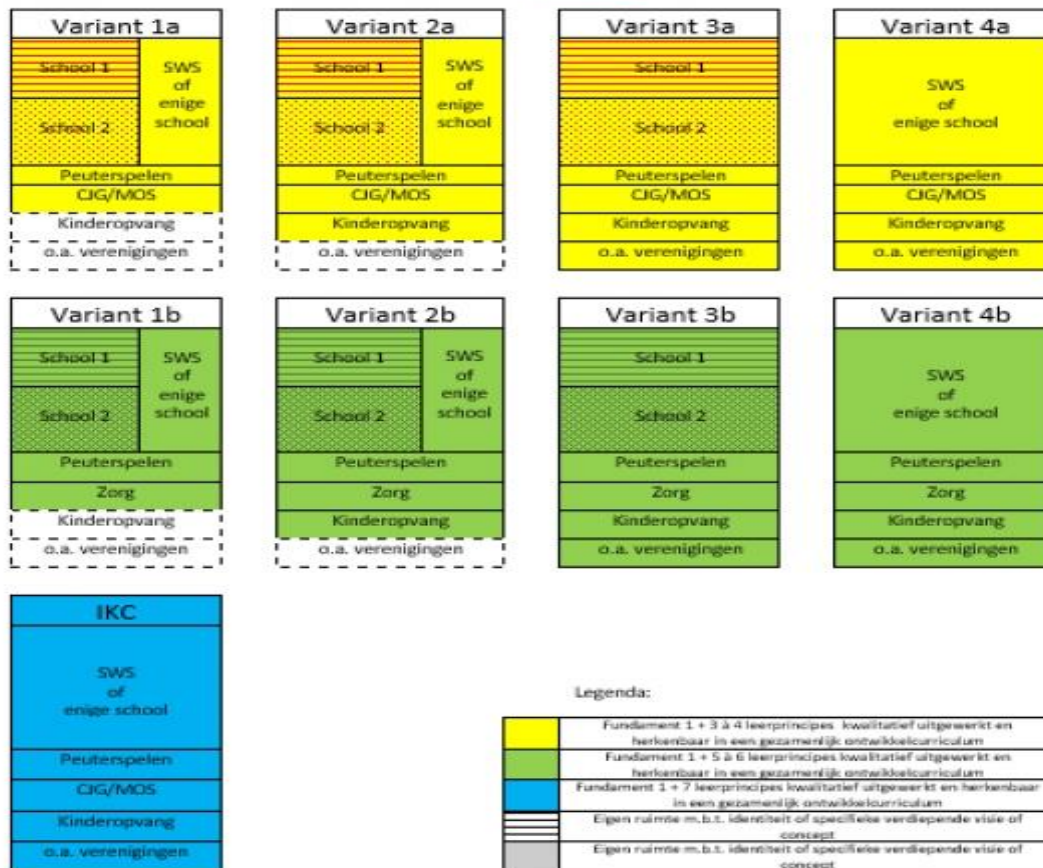 Variant 1a
School 1
SWS
of
enige
school
School 2
Peuterspelen
CJG/MOS
Kinderopvang
o.a. verenigingen
Variant 2a
School 1
SWS
of
enige
school
School 2
Peuterspelen
CJG/MOS
Kinderopvang
o.a. verenigingen
Variant 3a
School 1
School 2
Peuterspelen
CJG/MOS
Kinderopvang
o.a. verenigingen
Variant 4a
SWS
of
enige school
Peuterspelen
CJG/MOS
Kinderopvang
o.a. verenigingen
Variant 1b
School 1
SWS
of
enige
school
School 2
Peuterspelen
Zorg
Kinderopvang
o.a. verenigingen
Variant 2b
School 1
SWS
of
enige
school
School 2
Peuterspelen
Zorg
Kinderopvang
o.a. verenigingen
Variant 3b
School 1
School 2
Peuterspelen
Zorg
Kinderopvang
o.a. verenigingen
Variant 4b
SWS
of
enige school
Peuterspelen
Zorg
Kinderopvang
o.a. verenigingen
IKC
SWS
of
enige school
Peuterspelen
CJG/MOS
Kinderopvang
o.a. verenigingen
Legenda:
Fundament 1 + 3 à 4 leerprincipes kwalitatief uitgewerkt en
herkenbaar in een gezamenlijk ontwikkelcurriculum
Fundament 1 + 5 à 6 leerprincipes kwalitatief uitgewerkt en
herkenbaar in een gezamenlijk ontwikkelcurriculum
Fundament 1 + 7 leerprincipes kwalitatief uitgewerkt en herkenbaar
in een gezamenlijk ontwikkelcurriculum
Eigen ruimte m.b.t. identiteit of specifieke verdiepende visie of
concept
Eigen ruimte m.b.t. identiteit of specifieke verdiepende visie of
concept